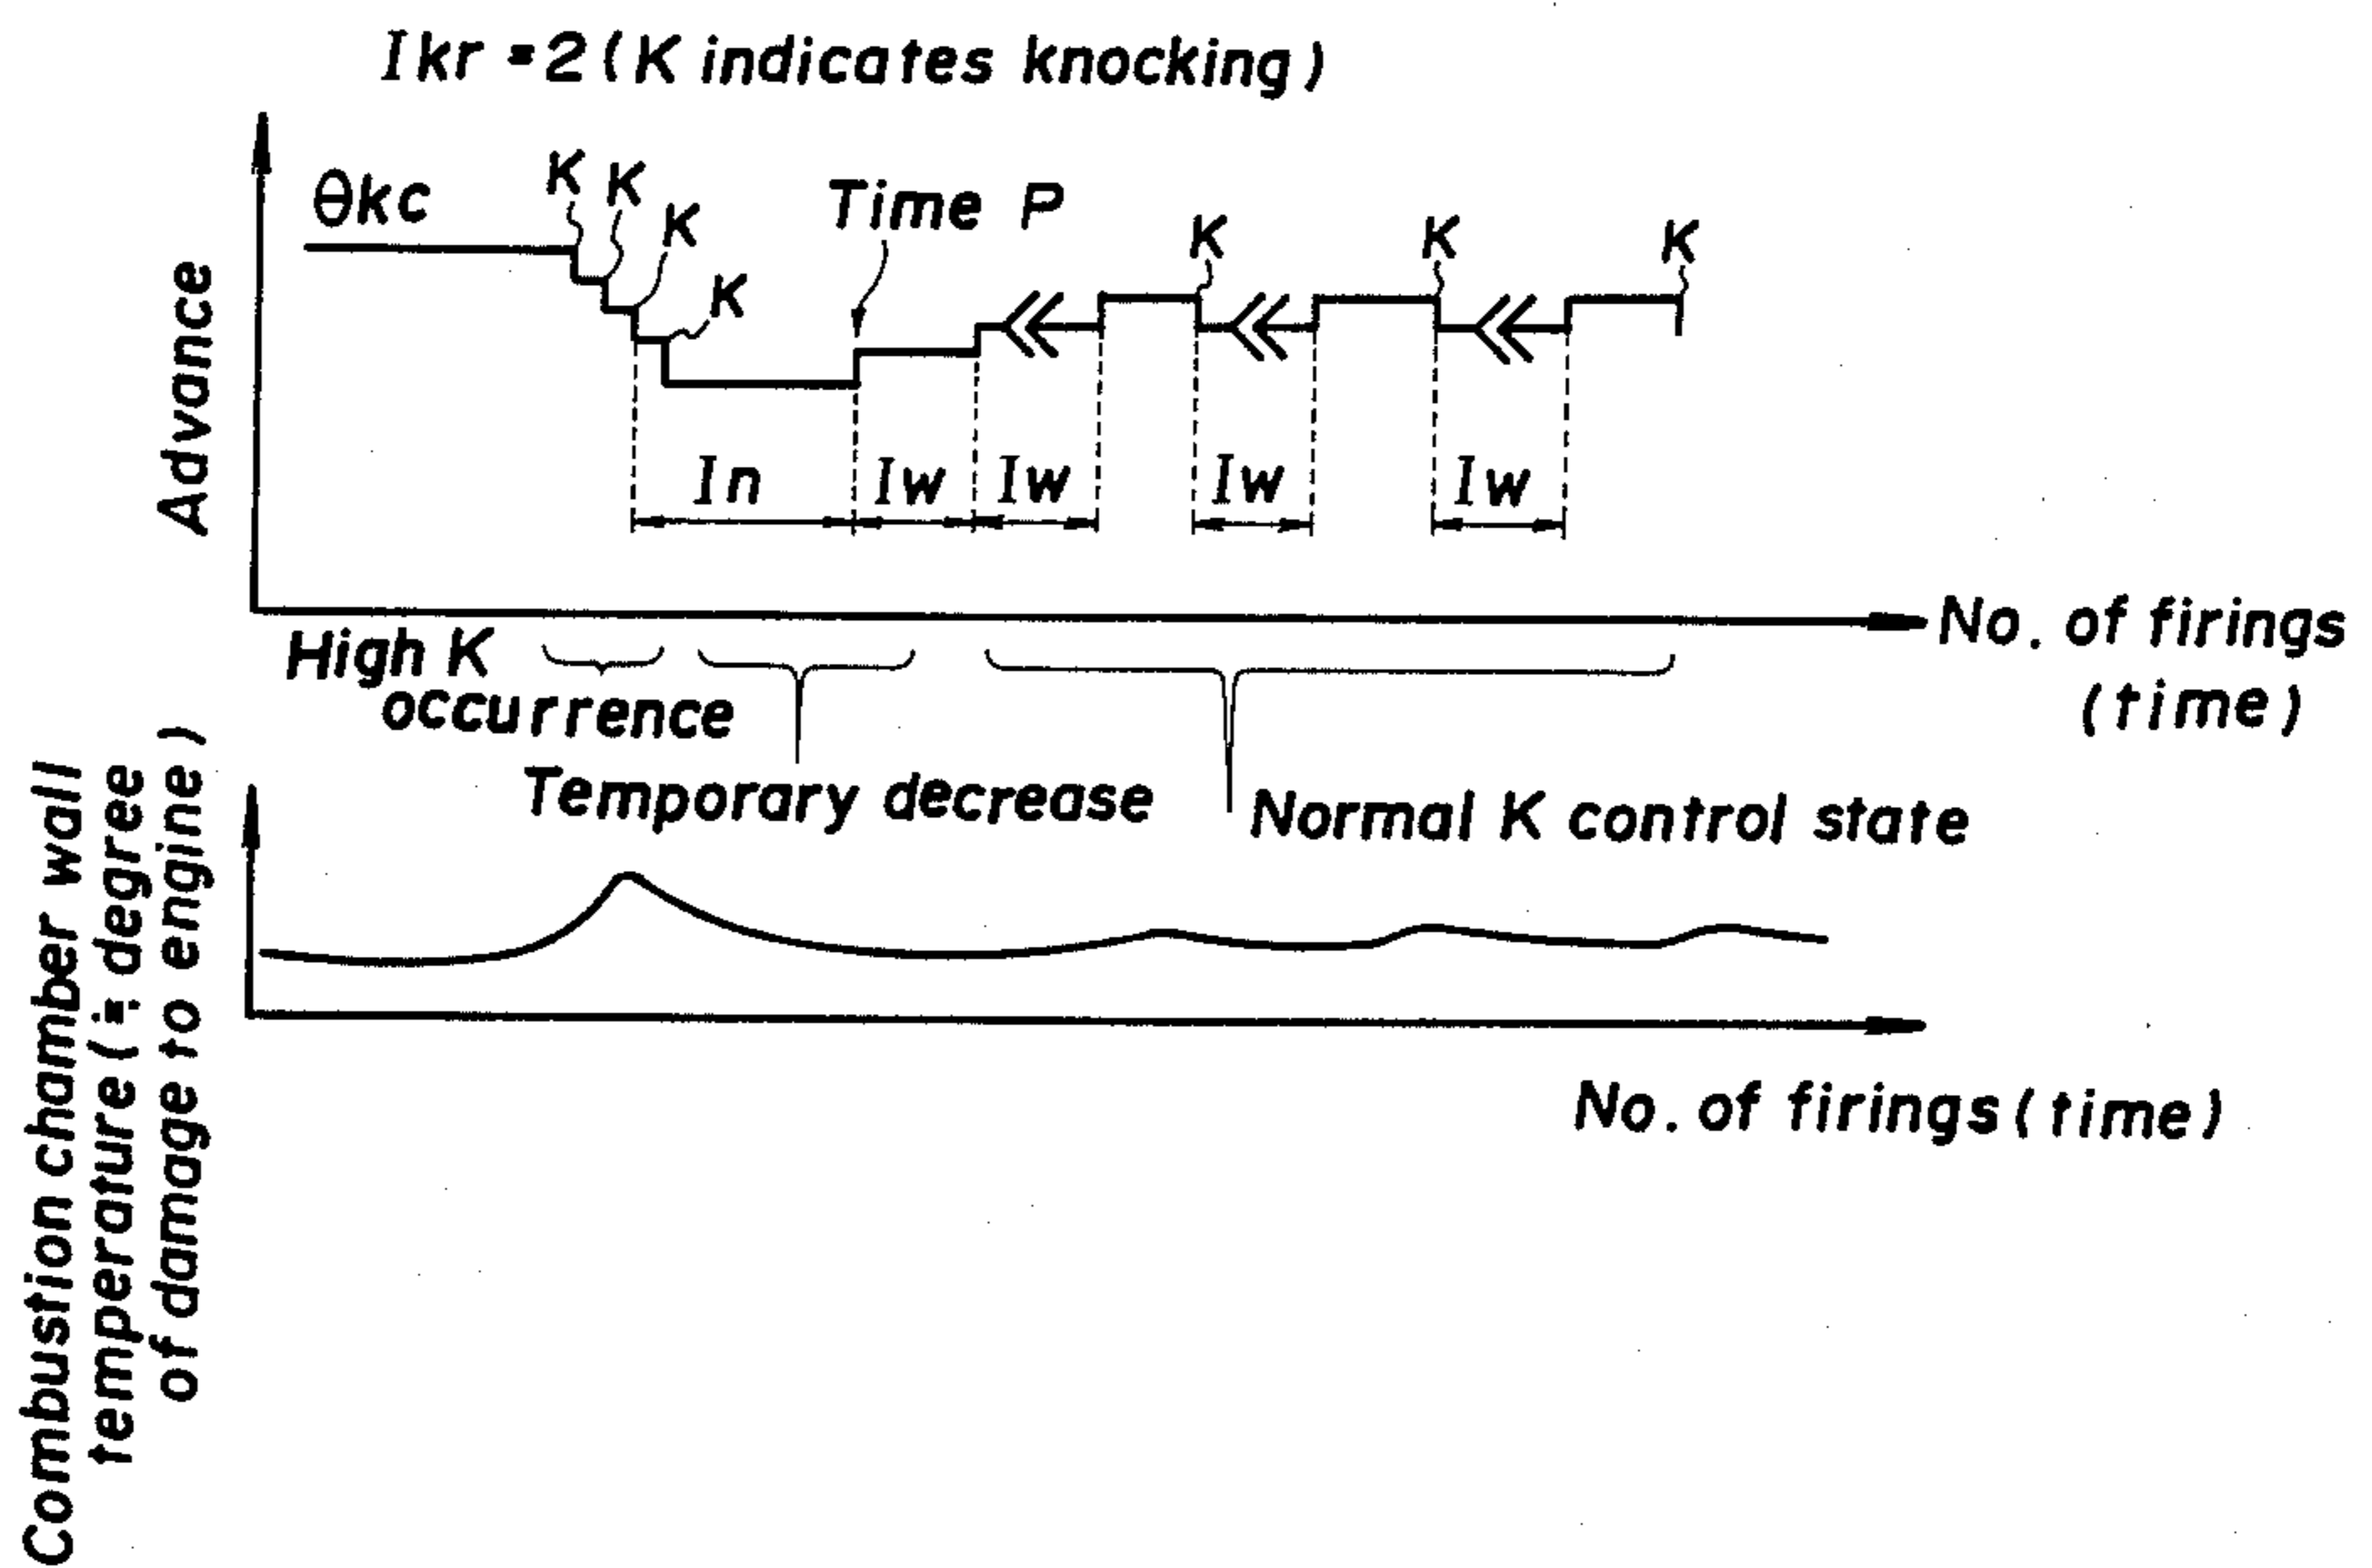 Ikr=2 (K indicates knocking)
θkc
K
K
K
K
Time P
K
K
K
Advance
In
Iw
Iw
Iw
Iw
No. of firings
(time)
High K
occurrence
Temporary decrease
Normal K control state
Combustion chamber wall
temperature (≒ degree
of damage to engine)
No. of firings (time)